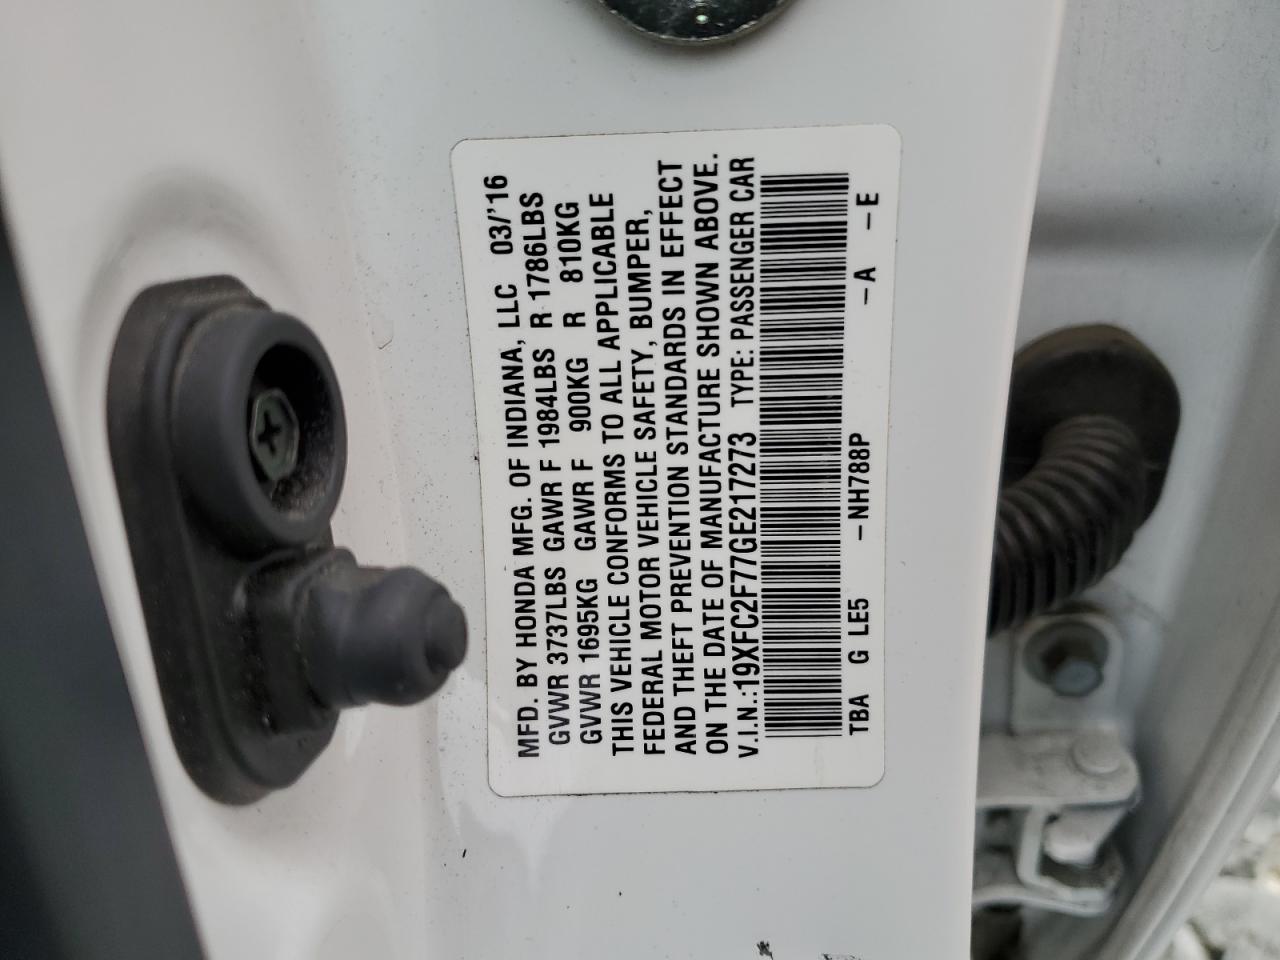 MFD. BY HONDA MFG. OF INDIANA, LLC 03/'16
GVWR 3737LBS GAWR F 1984LBS R 1786LBS
GVWR 1695KG GAWR F 900KG R 810KG
THIS VEHICLE CONFORMS TO ALL APPLICABLE
FEDERAL MOTOR VEHICLE SAFETY, BUMPER,
AND THEFT PREVENTION STANDARDS IN EFFECT
ON THE DATE OF MANUFACTURE SHOWN ABOVE.
V.I.N.:19XFC2F77GE217273 TYPE: PASSENGER CAR
TBA G LE5 -NH788P -A -E